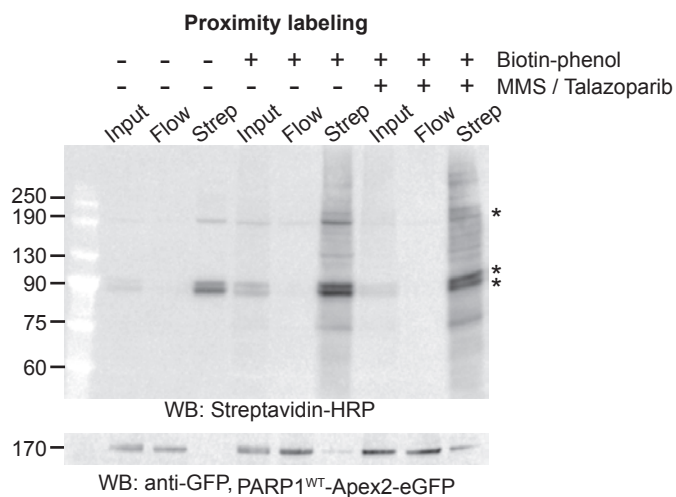 Proximity labeling
- - - + + + + + + Biotin-phenol
- - - - - - + + + MMS / Talazoparib
Input Flow Strep Input Flow Strep Input Flow Strep
250
190
*
130
90
*
*
75
60
WB: Streptavidin-HRP
170
WB: anti-GFP, PARP1ᵂᵀ-Apex2-eGFP